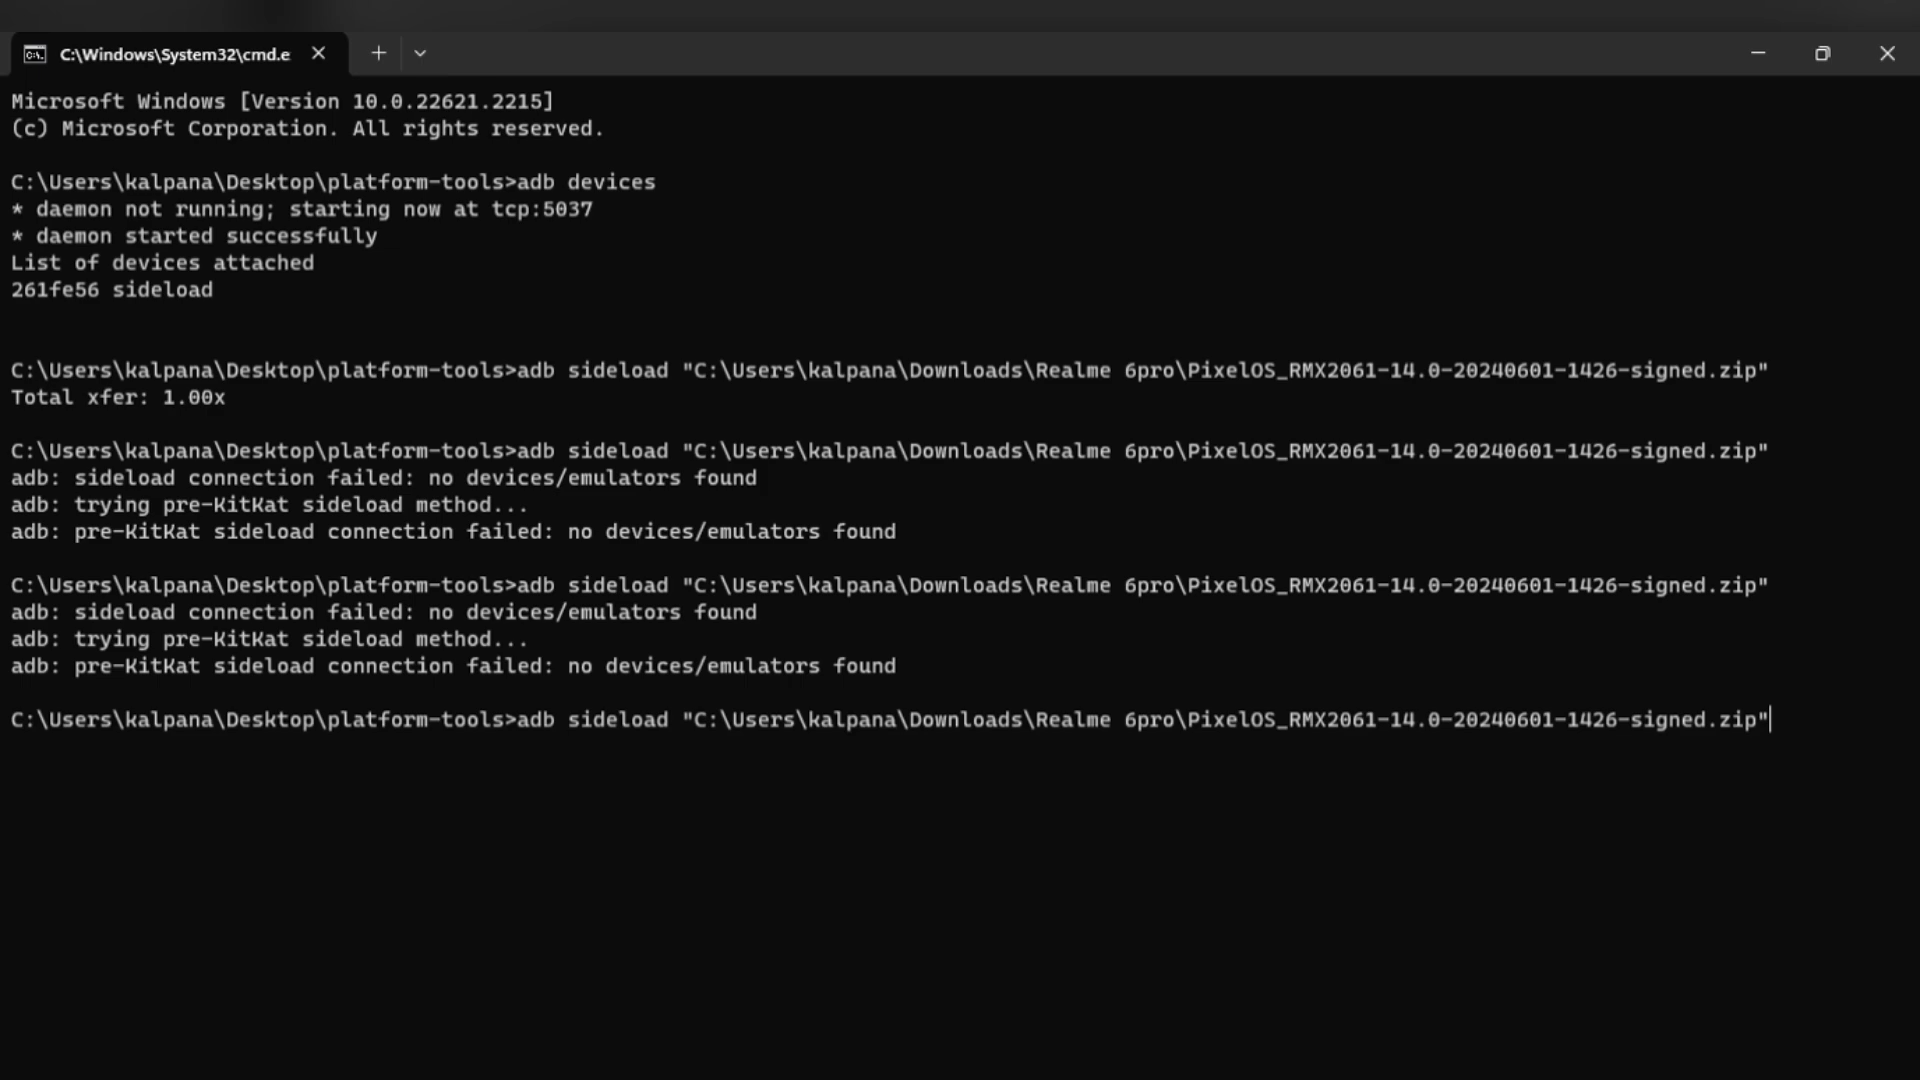 C:\Windows\System32\cmd.e
Microsoft Windows [Version 10.0.22621.2215]
(c) Microsoft Corporation. All rights reserved.
C:\Users\kalpana\Desktop\platform-tools>adb devices
* daemon not running; starting now at tcp:5037
* daemon started successfully
List of devices attached
261fe56 sideload
C:\Users\kalpana\Desktop\platform-tools>adb sideload "C:\Users\kalpana\Downloads\Realme 6pro\PixelOS_RMX2061-14.0-20240601-1426-signed.zip"
Total xfer: 1.00x
C:\Users\kalpana\Desktop\platform-tools>adb sideload "C:\Users\kalpana\Downloads\Realme 6pro\PixelOS_RMX2061-14.0-20240601-1426-signed.zip"
adb: sideload connection failed: no devices/emulators found
adb: trying pre-KitKat sideload method...
adb: pre-KitKat sideload connection failed: no devices/emulators found
C:\Users\kalpana\Desktop\platform-tools>adb sideload "C:\Users\kalpana\Downloads\Realme 6pro\PixelOS_RMX2061-14.0-20240601-1426-signed.zip"
adb: sideload connection failed: no devices/emulators found
adb: trying pre-KitKat sideload method...
adb: pre-KitKat sideload connection failed: no devices/emulators found
C:\Users\kalpana\Desktop\platform-tools>adb sideload "C:\Users\kalpana\Downloads\Realme 6pro\PixelOS_RMX2061-14.0-20240601-1426-signed.zip"